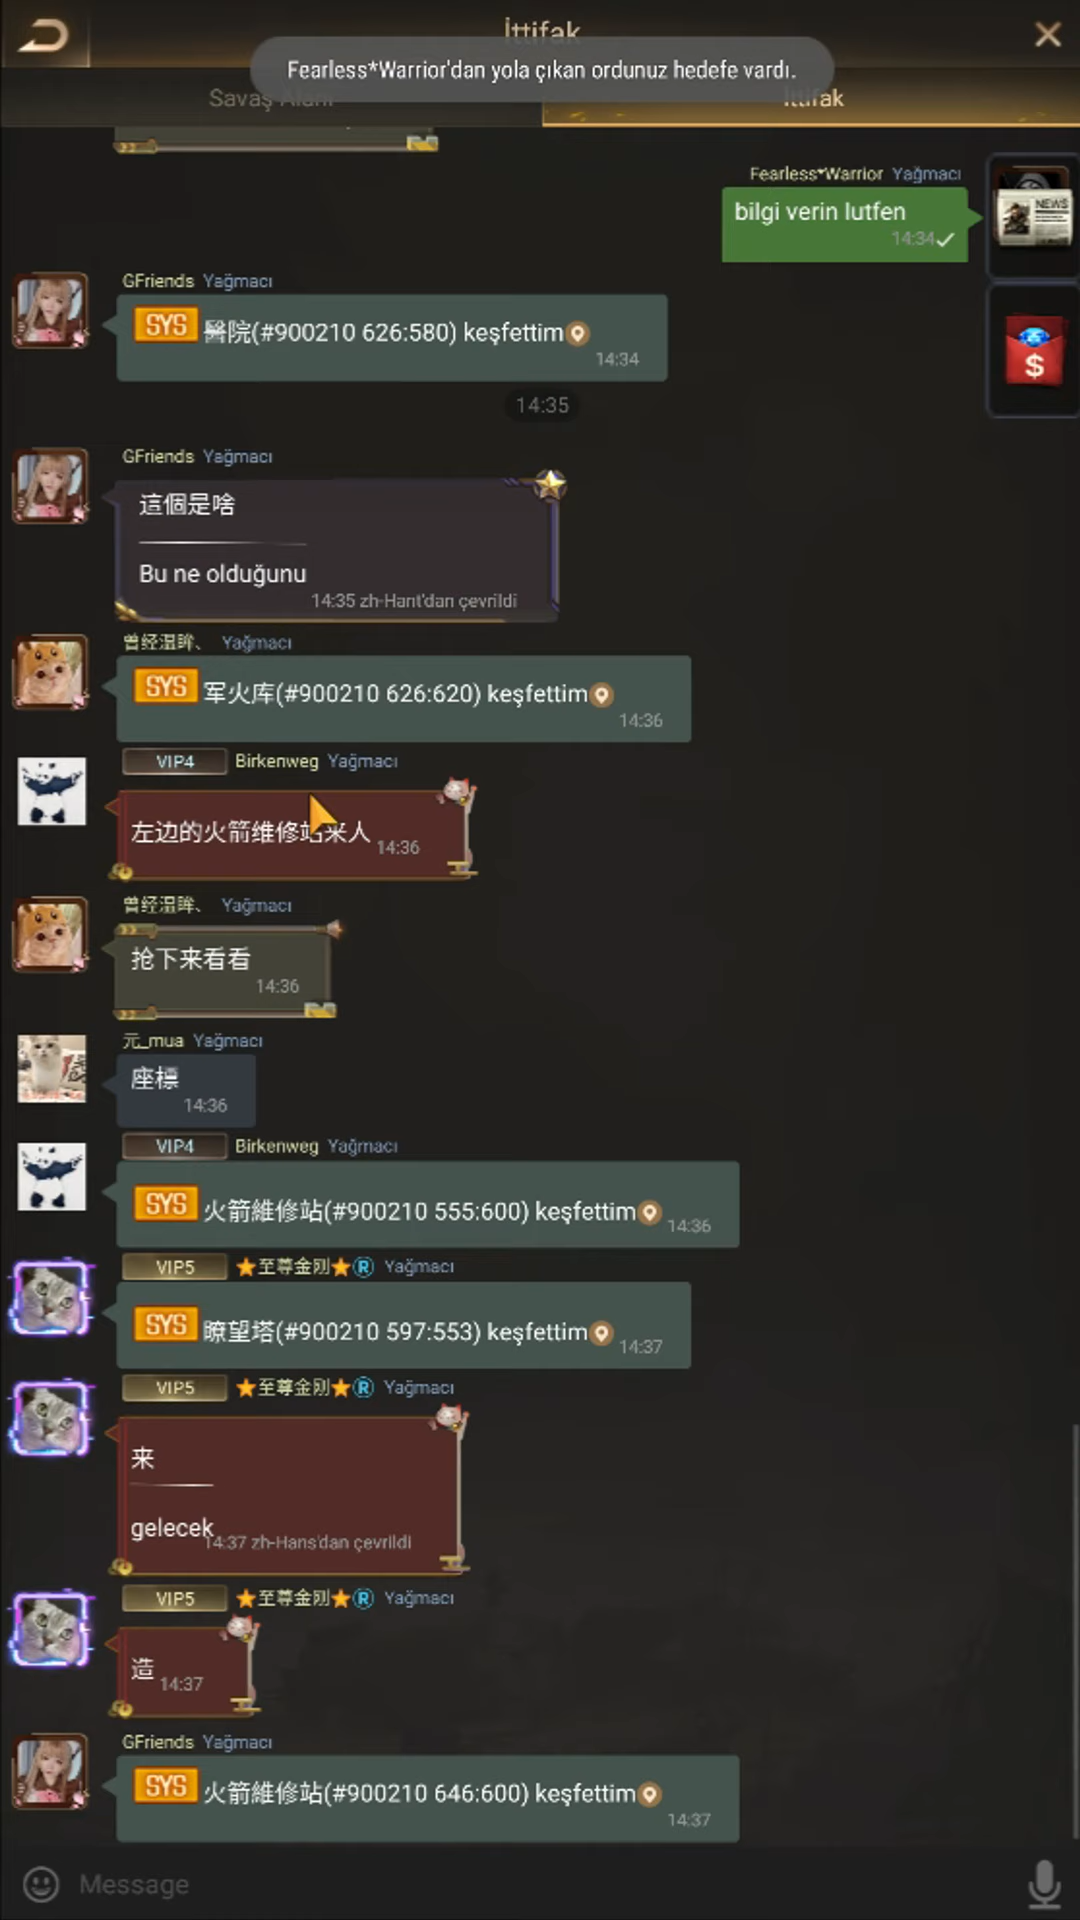 İttifak
Fearless*Warrior'dan yola çıkan ordunuz hedefe vardı.
Savaş Alanı
İttifak
Fearless*Warrior Yağmacı
bilgi verin lutfen
14:34
NEWS
GFriends Yağmacı
SYS 醫院(#900210 626:580) keşfettim
14:34
14:35
GFriends Yağmacı
這個是啥
Bu ne olduğunu
14:35 zh-Hant'dan çevrildi
曾经温眸、 Yağmacı
SYS 军火库(#900210 626:620) keşfettim
14:36
VIP4 Birkenweg Yağmacı
左边的火箭维修站来人
14:36
曾经温眸、 Yağmacı
抢下来看看
14:36
元_mua Yağmacı
座標
14:36
VIP4 Birkenweg Yağmacı
SYS 火箭維修站(#900210 555:600) keşfettim
14:36
VIP5 ★至尊金刚★Ⓡ Yağmacı
SYS 瞭望塔(#900210 597:553) keşfettim
14:37
VIP5 ★至尊金刚★Ⓡ Yağmacı
来
gelecek
14:37 zh-Hans'dan çevrildi
VIP5 ★至尊金刚★Ⓡ Yağmacı
造 14:37
GFriends Yağmacı
SYS 火箭維修站(#900210 646:600) keşfettim
14:37
Message